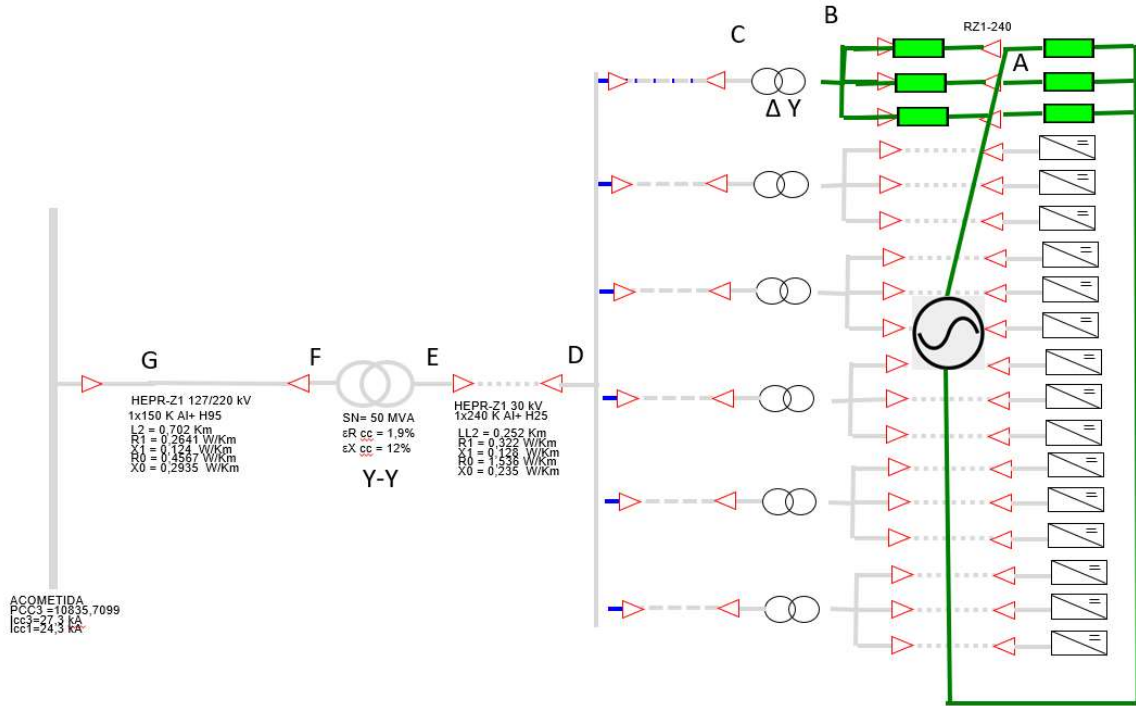 B
C
RZ1-240
A
Δ Y
G
F
E
D
HEPR-Z1 127/220 kV
1x150 K Al+ H95
L2 = 0.702 Km
R1 = 0.2641 W/Km
X1 = 0.124 W/Km
R0 = 0.4567 W/Km
X0 = 0,2935 W/Km
SN= 50 MVA
εR cc = 1,9%
εX cc = 12%
Y-Y
HEPR-Z1 30 kV
1x240 K Al+ H25
LL2 = 0,252 Km
R1 = 0,322 W/Km
X1 = 0,128 W/Km
R0 = 1,536 W/Km
X0 = 0,235 W/Km
ACOMETIDA
PCC3 =10835,7099
Icc3=27,3 kA
Icc1=24,3 kA